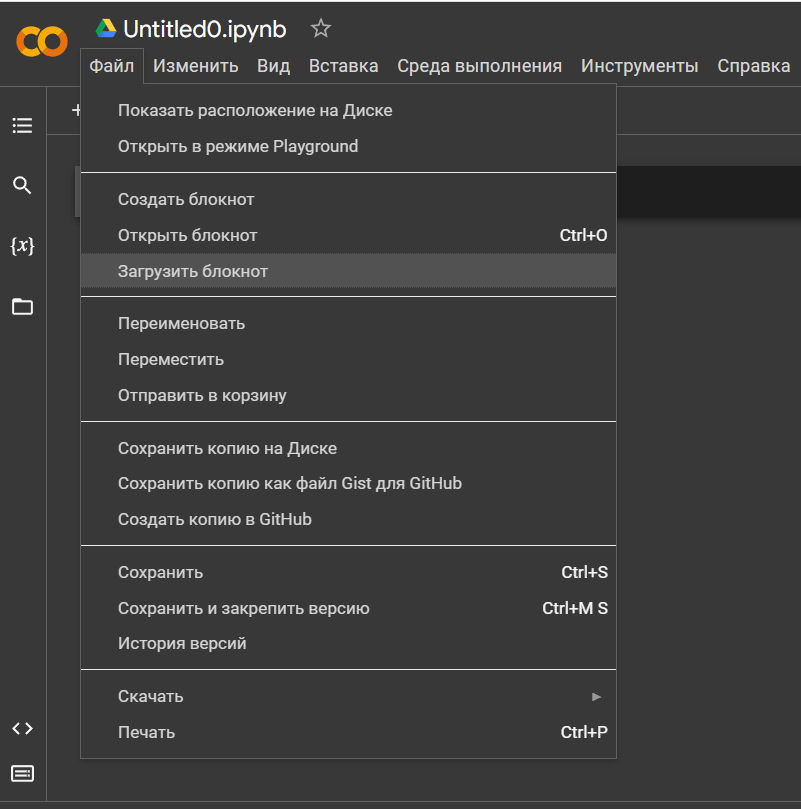 Untitled0.ipynb
Файл Изменить Вид Вставка Среда выполнения Инструменты Справка
+
Показать расположение на Диске
Открыть в режиме Playground
Создать блокнот
Открыть блокнот Ctrl+O
Загрузить блокнот
{x}
Переименовать
Переместить
Отправить в корзину
Сохранить копию на Диске
Сохранить копию как файл Gist для GitHub
Создать копию в GitHub
Сохранить Ctrl+S
Сохранить и закрепить версию Ctrl+M S
История версий
Скачать
Печать Ctrl+P